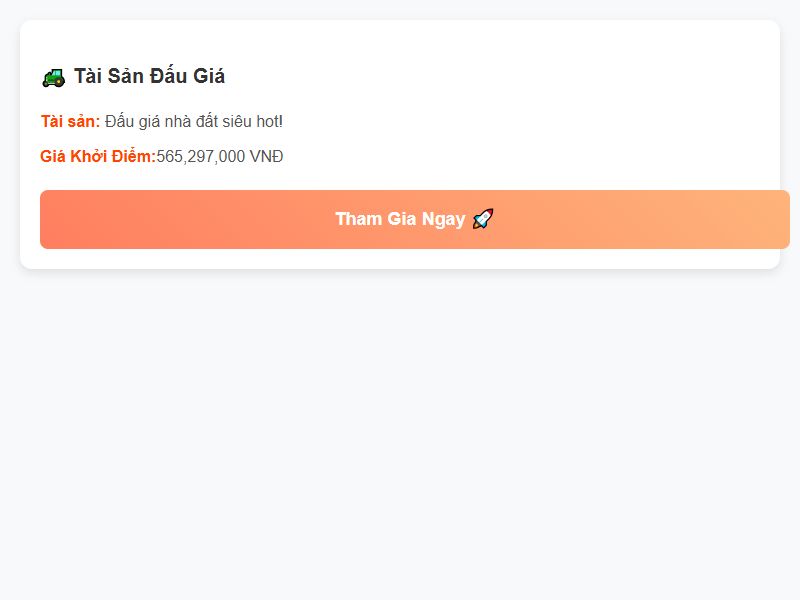 Tài Sản Đấu Giá
Tài sản: Đấu giá nhà đất siêu hot!
Giá Khởi Điểm:565,297,000 VNĐ
Tham Gia Ngay